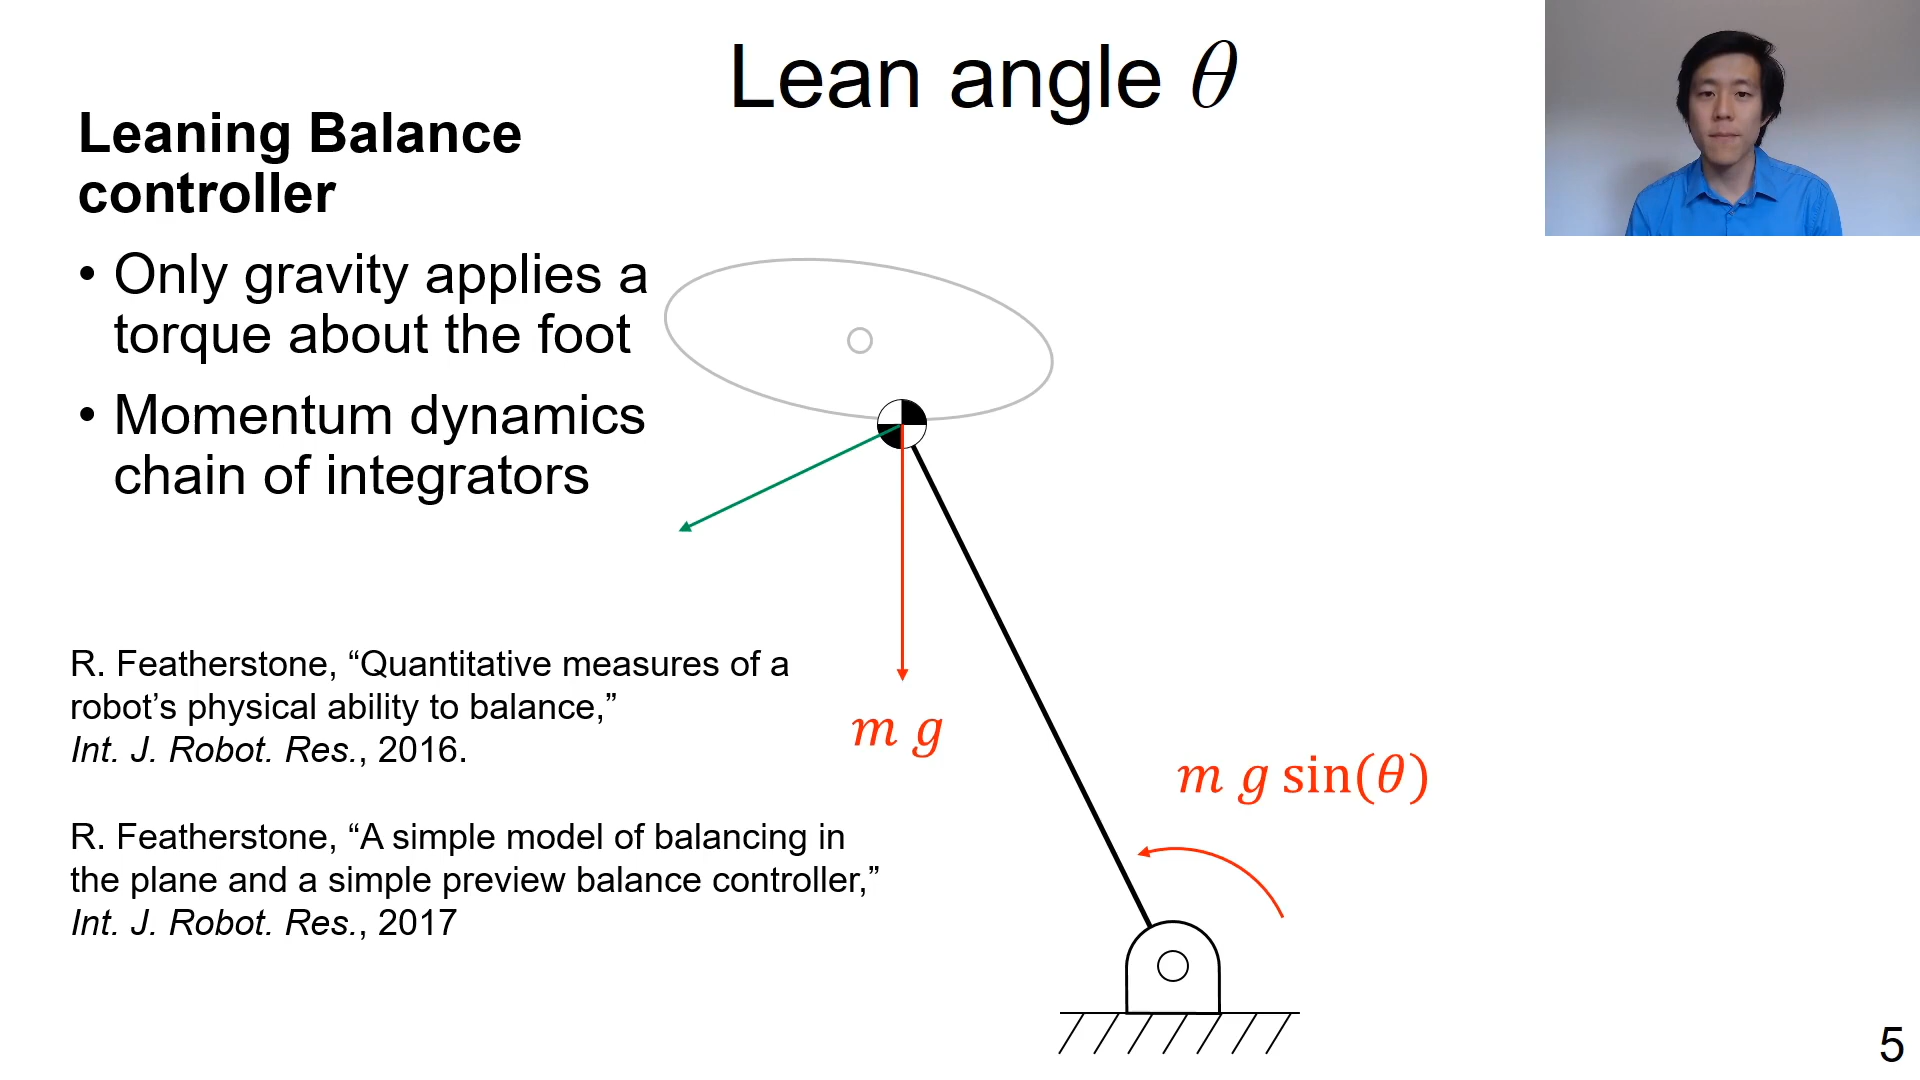 Lean angle θ
Leaning Balance
controller
• Only gravity applies a
torque about the foot
• Momentum dynamics
chain of integrators
R. Featherstone, “Quantitative measures of a
robot’s physical ability to balance,”
Int. J. Robot. Res., 2016.
R. Featherstone, “A simple model of balancing in
the plane and a simple preview balance controller,”
Int. J. Robot. Res., 2017
m g
m g sin(θ)
5